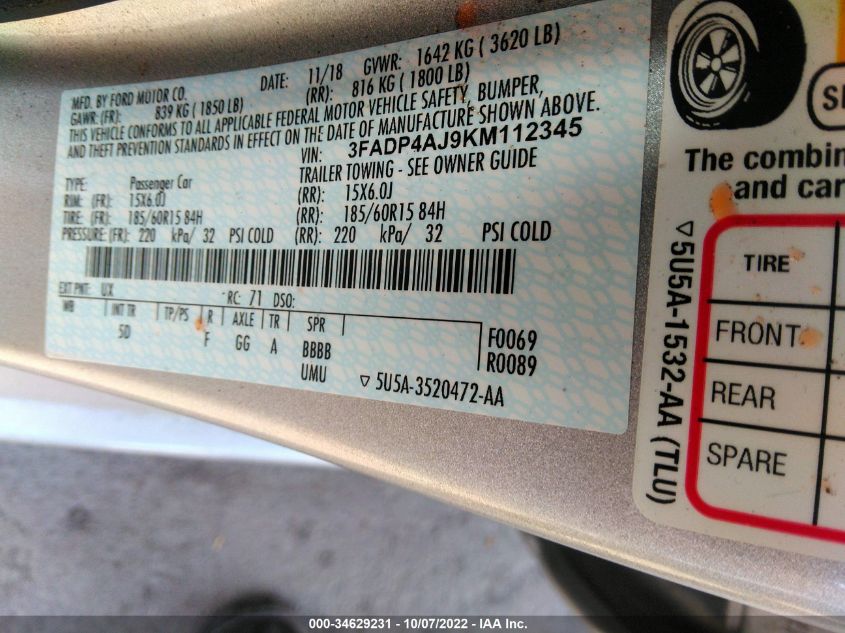 MFD. BY FORD MOTOR CO. DATE: 11/18 GVWR: 1642 KG ( 3620 LB)
GAWR: (FR): 839 KG ( 1850 LB) (RR): 816 KG ( 1800 LB)
THIS VEHICLE CONFORMS TO ALL APPLICABLE FEDERAL MOTOR VEHICLE SAFETY, BUMPER,
AND THEFT PREVENTION STANDARDS IN EFFECT ON THE DATE OF MANUFACTURE SHOWN ABOVE.
VIN: 3FADP4AJ9KM112345
TYPE: Passenger Car TRAILER TOWING - SEE OWNER GUIDE
RIM: (FR): 15X6.0J (RR): 15X6.0J
TIRE: (FR): 185/60R15 84H (RR): 185/60R15 84H
PRESSURE: (FR): 220 kPa/ 32 PSI COLD (RR): 220 kPa/ 32 PSI COLD
EXT PNT: UX RC: 71 DSO:
WB INT TR TP/PS R AXLE TR SPR F0069
5D F GG A BBBB R0089
UMU ▽ 5U5A-3520472-AA
The combin
and car
▽5U5A-1532-AA (TLU)
TIRE
FRONT
REAR
SPARE
000-34629231 - 10/07/2022 - IAA Inc.